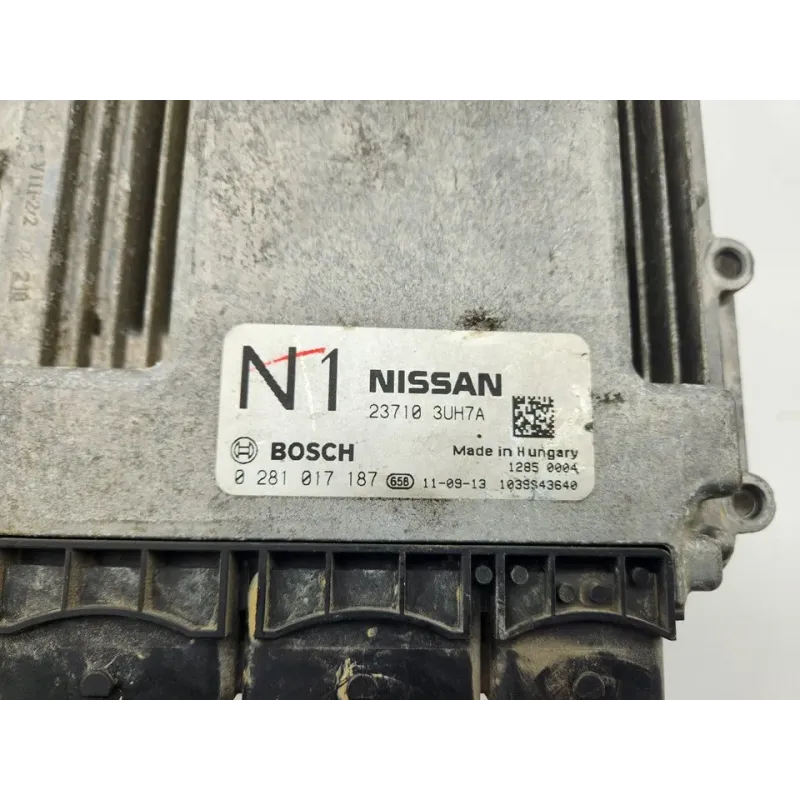 N1 NISSAN
23710 3UH7A
BOSCH Made in Hungary
1285 0004
0 281 017 187 658 11-09-13 1039S43640
210